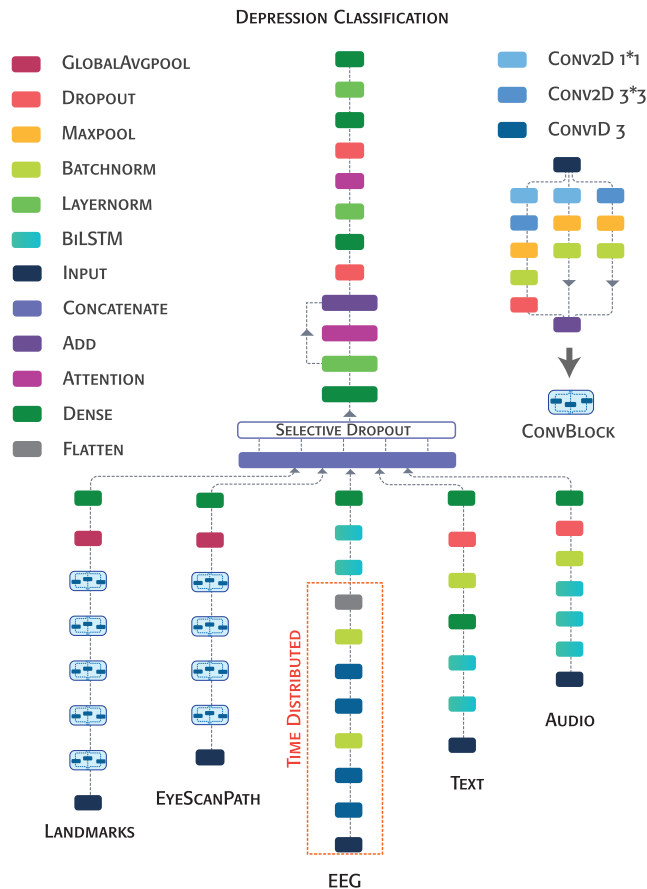 Depression Classification
GlobalAvgpool
Dropout
Maxpool
Batchnorm
Layernorm
BiLSTM
Input
Concatenate
Add
Attention
Dense
Flatten
Conv2D 1*1
Conv2D 3*3
Conv1D 3
ConvBlock
Selective Dropout
Time Distributed
Landmarks
EyeScanPath
EEG
Text
Audio